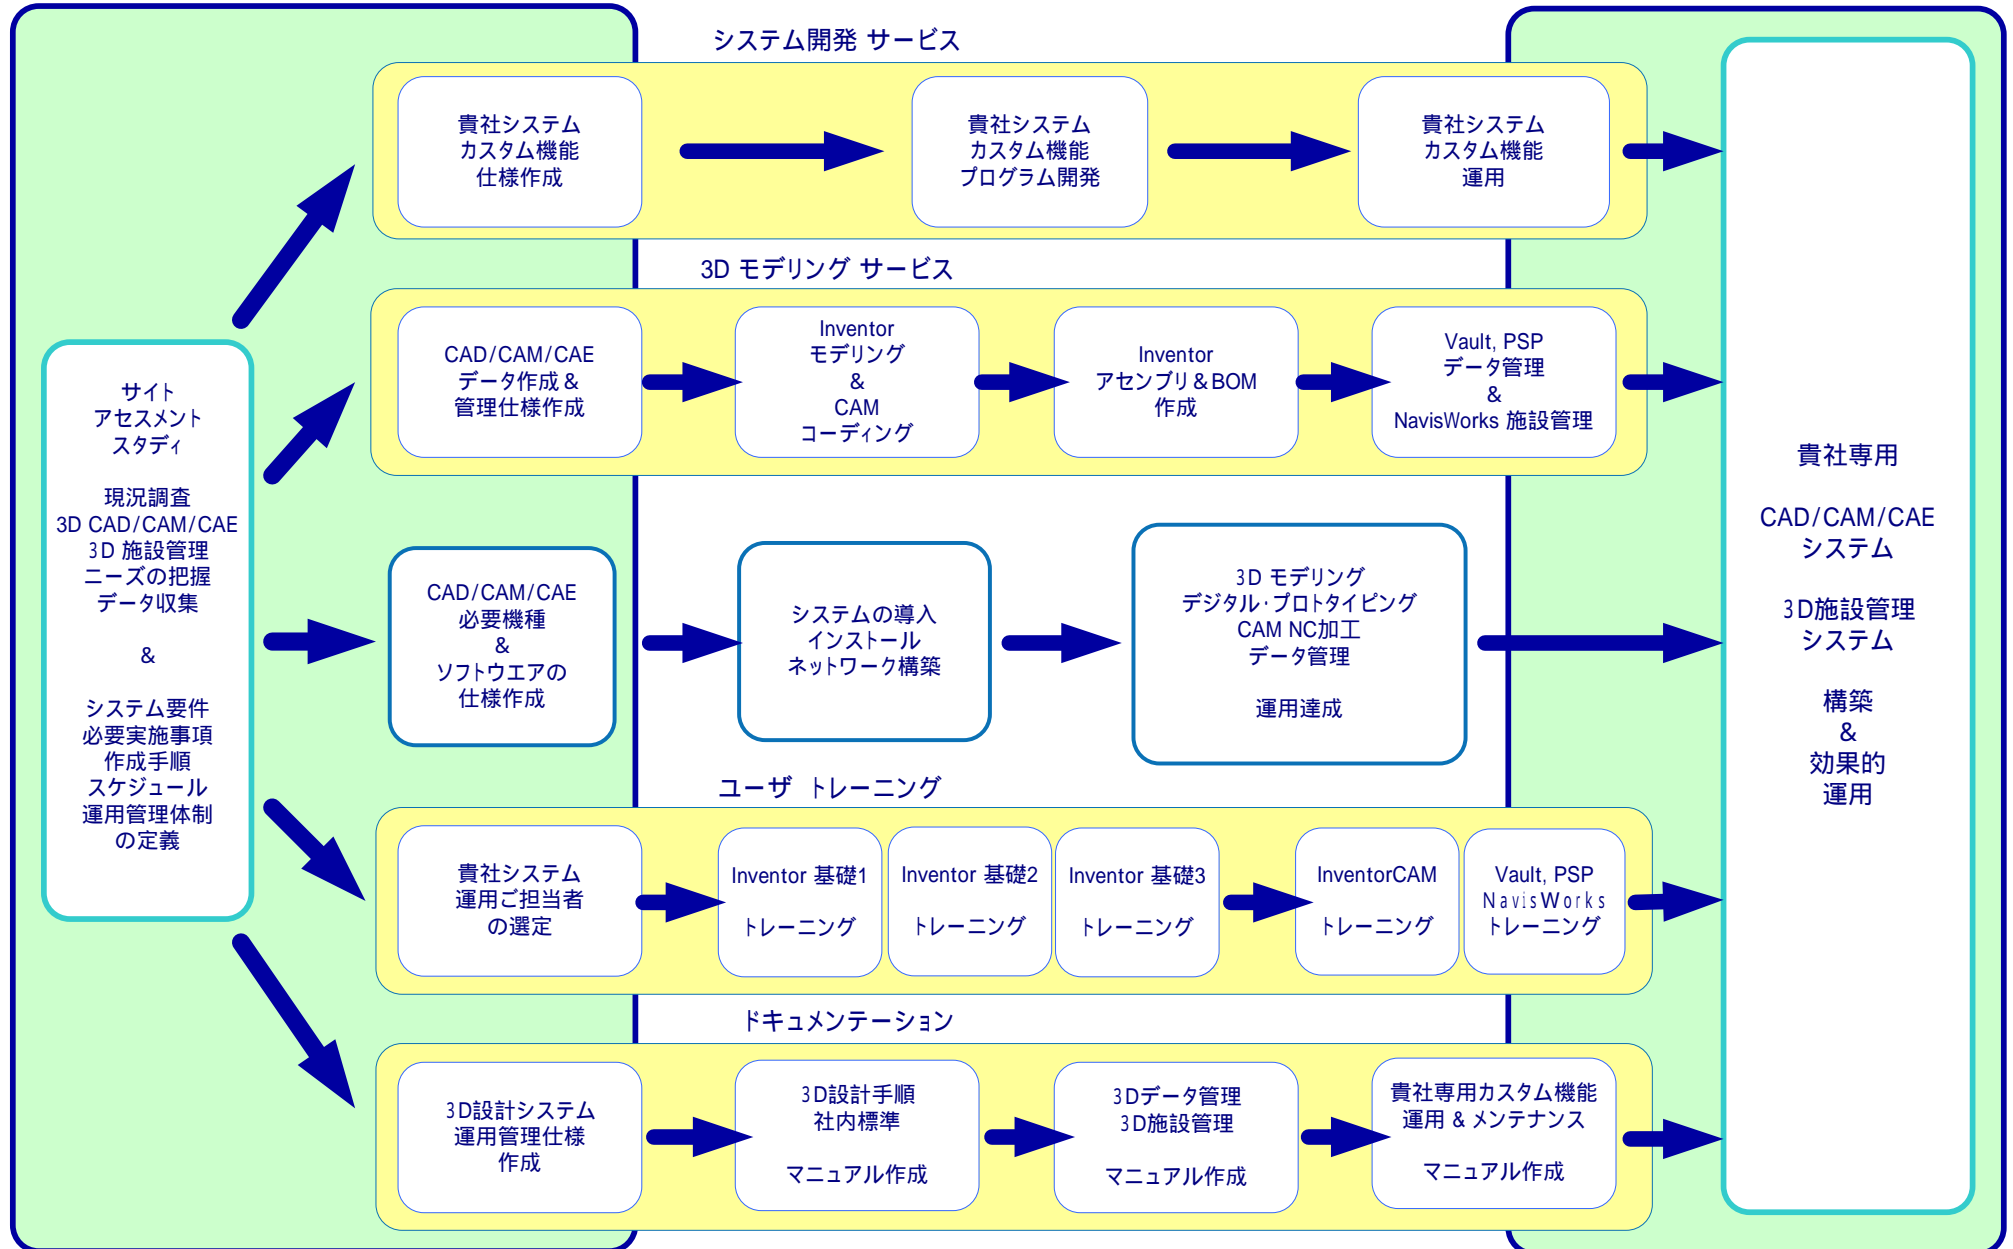 システム開発 サービス
貴社システム
カスタム機能
仕様作成
貴社システム
カスタム機能
プログラム開発
貴社システム
カスタム機能
運用
3D モデリング サービス
CAD/CAM/CAE
データ作成 &
管理仕様作成
Inventor
モデリング
&
CAM
コーディング
Inventor
アセンブリ & BOM
作成
Vault, PSP
データ管理
&
NavisWorks 施設管理
サイト
アセスメント
スタディ
現況調査
3D CAD/CAM/CAE
3D 施設管理
ニーズの把握
データ収集
&
システム要件
必要実施事項
作成手順
スケジュール
運用管理体制
の定義
CAD/CAM/CAE
必要機種
&
ソフトウエアの
仕様作成
システムの導入
インストール
ネットワーク構築
3D モデリング
デジタル・プロトタイピング
CAM NC加工
データ管理
運用達成
貴社専用
CAD/CAM/CAE
システム
3D施設管理
システム
構築
&
効果的
運用
ユーザ トレーニング
貴社システム
運用ご担当者
の選定
Inventor 基礎1
トレーニング
Inventor 基礎2
トレーニング
Inventor 基礎3
トレーニング
InventorCAM
トレーニング
Vault, PSP
NavisWorks
トレーニング
ドキュメンテーション
3D設計システム
運用管理仕様
作成
3D設計手順
社内標準
マニュアル作成
3Dデータ管理
3D施設管理
マニュアル作成
貴社専用カスタム機能
運用 & メンテナンス
マニュアル作成